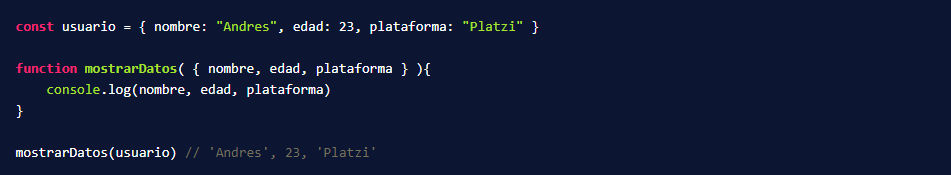 const usuario = { nombre: "Andres", edad: 23, plataforma: "Platzi" }
function mostrarDatos( { nombre, edad, plataforma } ){
    console.log(nombre, edad, plataforma)
}
mostrarDatos(usuario) // 'Andres', 23, 'Platzi'